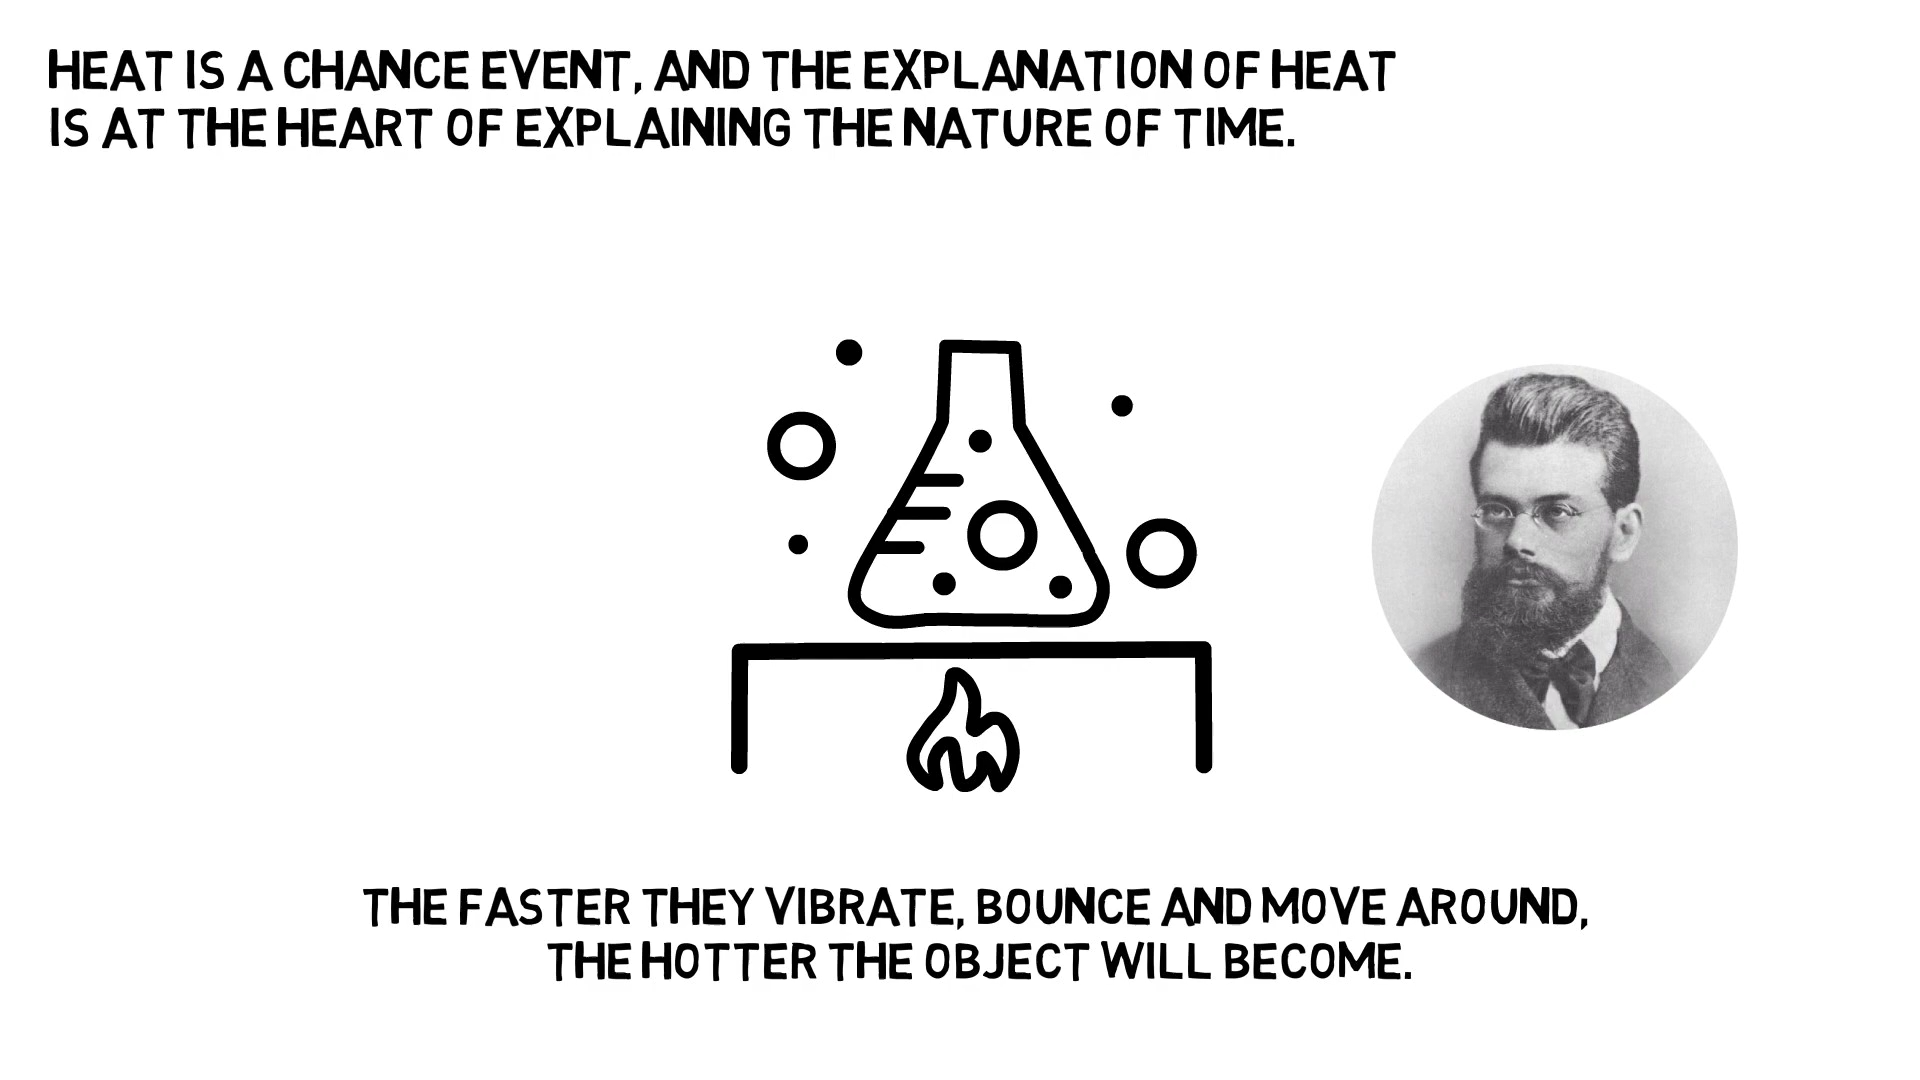 HEAT IS A CHANCE EVENT, AND THE EXPLANATION OF HEAT
IS AT THE HEART OF EXPLAINING THE NATURE OF TIME.
THE FASTER THEY VIBRATE, BOUNCE AND MOVE AROUND,
THE HOTTER THE OBJECT WILL BECOME.